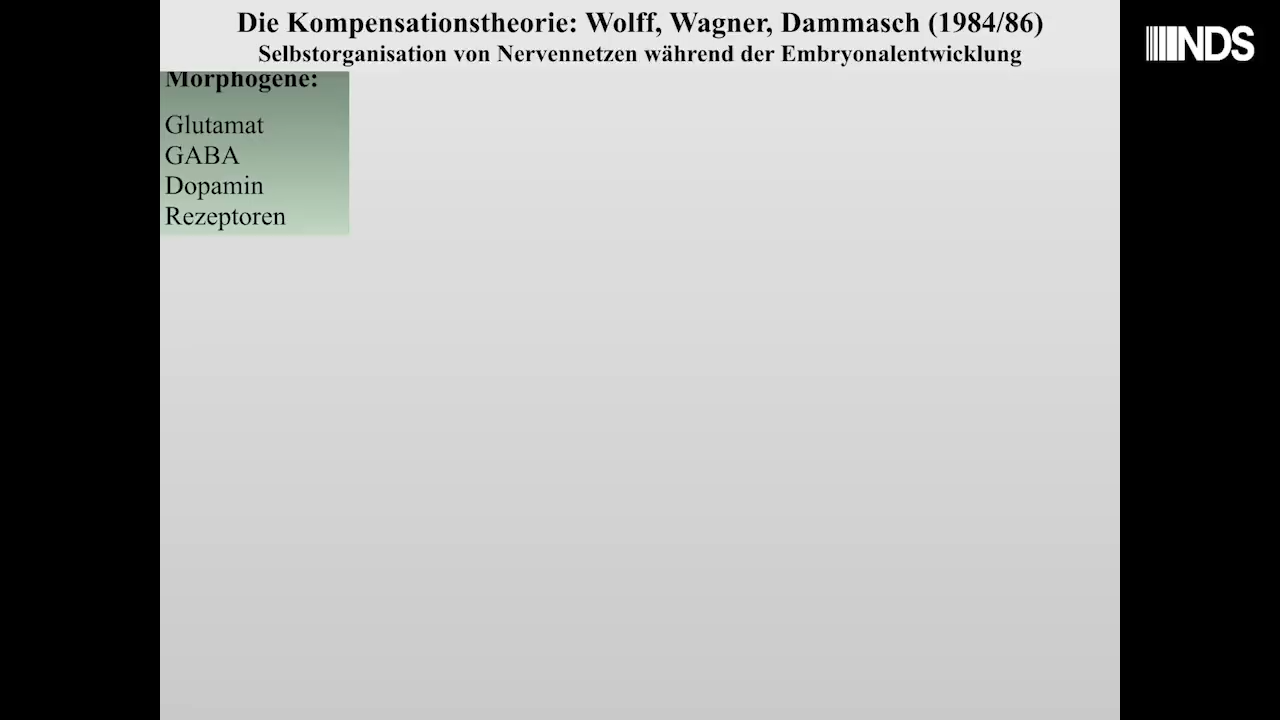 Die Kompensationstheorie: Wolff, Wagner, Dammasch (1984/86)
Selbstorganisation von Nervennetzen während der Embryonalentwicklung
NDS
Morphogene:
Glutamat
GABA
Dopamin
Rezeptoren